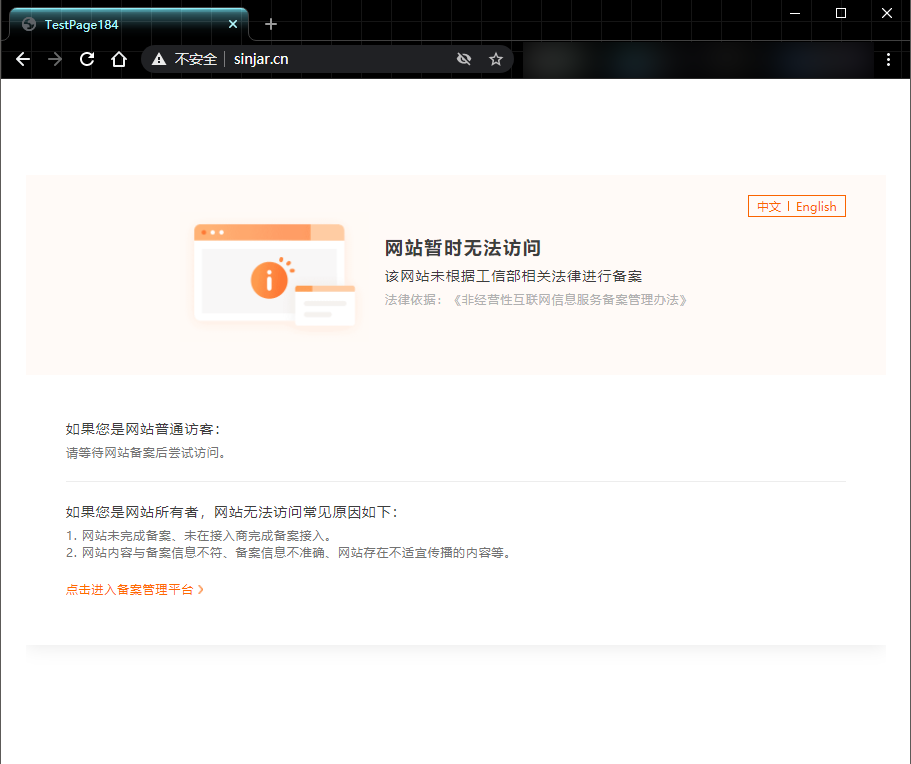 TestPage184
不安全 sinjar.cn
中文 | English
网站暂时无法访问
该网站未根据工信部相关法律进行备案
法律依据：《非经营性互联网信息服务备案管理办法》
如果您是网站普通访客：
请等待网站备案后尝试访问。
如果您是网站所有者，网站无法访问常见原因如下：
1. 网站未完成备案、未在接入商完成备案接入。
2. 网站内容与备案信息不符、备案信息不准确、网站存在不适宜传播的内容等。
点击进入备案管理平台